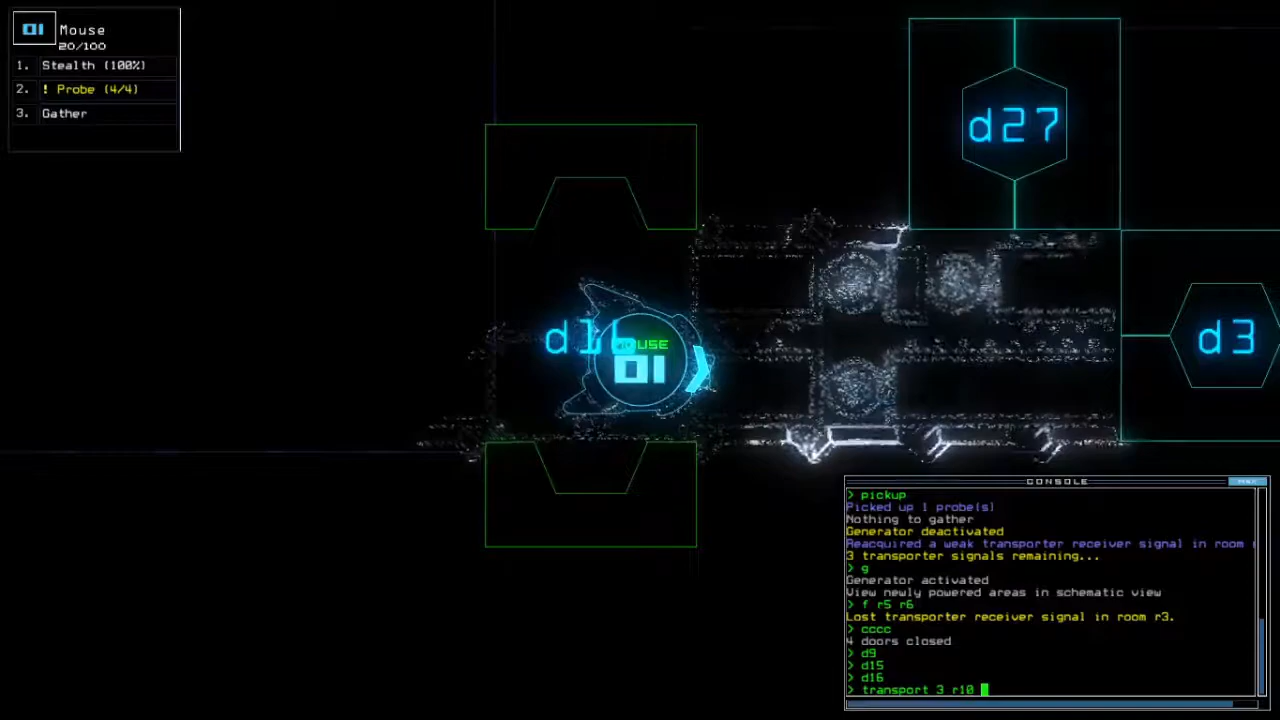 01 Mouse
20/100
1. Stealth (100%)
2. ! Probe (4/4)
3. Gather
d27
d3
d16
01
CONSOLE
> pickup
Picked up 1 probe(s)
Nothing to gather
Generator deactivated
Reacquired a weak transporter receiver signal in room
3 transporter signals remaining...
> g
Generator activated
View newly powered areas in schematic view
> f r5 r6
Lost transporter receiver signal in room r3.
> cccc
4 doors closed
> d9
> d15
> d16
> transport 3 r10